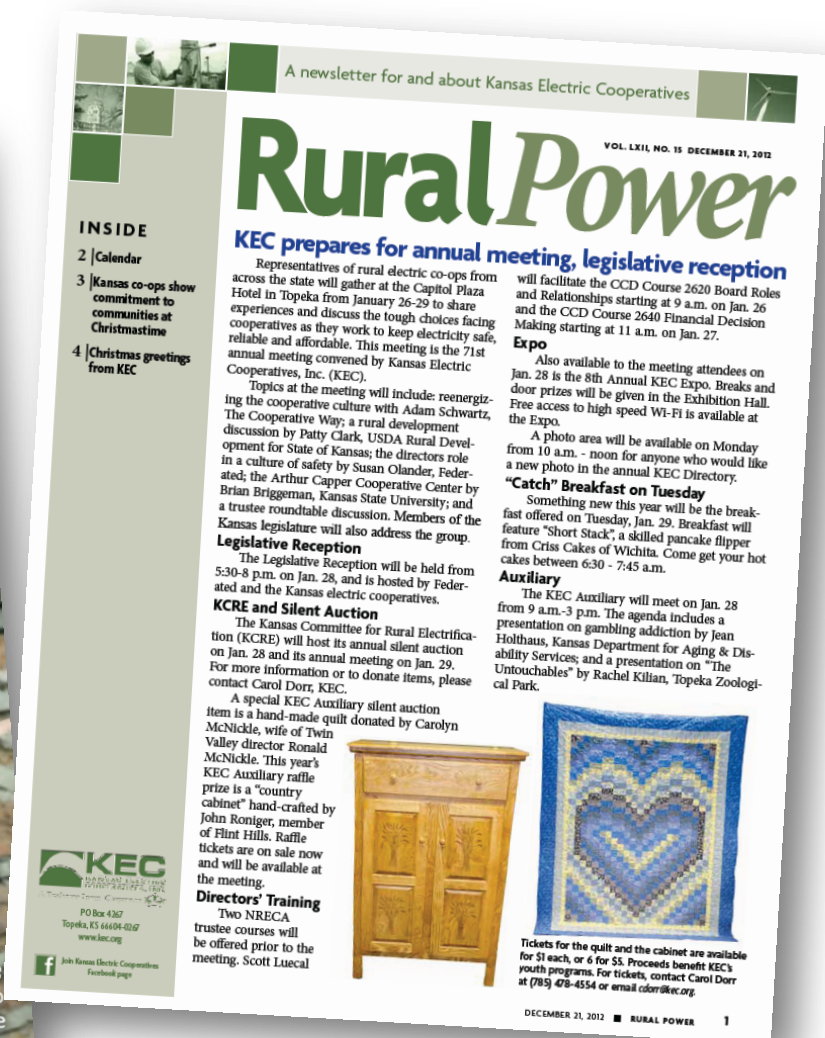 A newsletter for and about Kansas Electric Cooperatives
VOL. LXII, NO. 15 DECEMBER 21, 2012
Rural Power
INSIDE
2 | Calendar
3 | Kansas co-ops show
commitment to
communities at
Christmastime
4 | Christmas greetings
from KEC
KEC prepares for annual meeting, legislative reception
Representatives of rural electric co-ops from
across the state will gather at the Capitol Plaza
Hotel in Topeka from January 26-29 to share
experiences and discuss the tough choices facing
cooperatives as they work to keep electricity safe,
reliable and affordable. This meeting is the 71st
annual meeting convened by Kansas Electric
Cooperatives, Inc. (KEC).
Topics at the meeting will include: reenergiz-
ing the cooperative culture with Adam Schwartz,
The Cooperative Way; a rural development
discussion by Patty Clark, USDA Rural Devel-
opment for State of Kansas; the directors role
in a culture of safety by Susan Olander, Feder-
ated; the Arthur Capper Cooperative Center by
Brian Briggeman, Kansas State University; and
a trustee roundtable discussion. Members of the
Kansas legislature will also address the group.
Legislative Reception
The Legislative Reception will be held from
5:30-8 p.m. on Jan. 28, and is hosted by Feder-
ated and the Kansas electric cooperatives.
KCRE and Silent Auction
The Kansas Committee for Rural Electrifica-
tion (KCRE) will host its annual silent auction
on Jan. 28 and its annual meeting on Jan. 29.
For more information or to donate items, please
contact Carol Dorr, KEC.
A special KEC Auxiliary silent auction
item is a hand-made quilt donated by Carolyn
McNickle, wife of Twin
Valley director Ronald
McNickle. This year's
KEC Auxiliary raffle
prize is a "country
cabinet" hand-crafted by
John Roniger, member
of Flint Hills. Raffle
tickets are on sale now
and will be available at
the meeting.
Directors' Training
Two NRECA
trustee courses will
be offered prior to the
meeting. Scott Luecal
will facilitate the CCD Course 2620 Board Roles
and Relationships starting at 9 a.m. on Jan. 26
and the CCD Course 2640 Financial Decision
Making starting at 11 a.m. on Jan. 27.
Expo
Also available to the meeting attendees on
Jan. 28 is the 8th Annual KEC Expo. Breaks and
door prizes will be given in the Exhibition Hall.
Free access to high speed Wi-Fi is available at
the Expo.
A photo area will be available on Monday
from 10 a.m. - noon for anyone who would like
a new photo in the annual KEC Directory.
"Catch" Breakfast on Tuesday
Something new this year will be the break-
fast offered on Tuesday, Jan. 29. Breakfast will
feature "Short Stack", a skilled pancake flipper
from Criss Cakes of Wichita. Come get your hot
cakes between 6:30 - 7:45 a.m.
Auxiliary
The KEC Auxiliary will meet on Jan. 28
from 9 a.m.-3 p.m. The agenda includes a
presentation on gambling addiction by Jean
Holthaus, Kansas Department for Aging & Dis-
ability Services; and a presentation on "The
Untouchables" by Rachel Kilian, Topeka Zoologi-
cal Park.
Tickets for the quilt and the cabinet are available
for $1 each, or 6 for $5. Proceeds benefit KEC's
youth programs. For tickets, contact Carol Dorr
at (785) 478-4554 or email cdorr@kec.org.
KEC
PO Box 4267
Topeka, KS 66604-0267
www.kec.org
f Join Kansas Electric Cooperatives
Facebook page
DECEMBER 21, 2012 ■ RURAL POWER 1